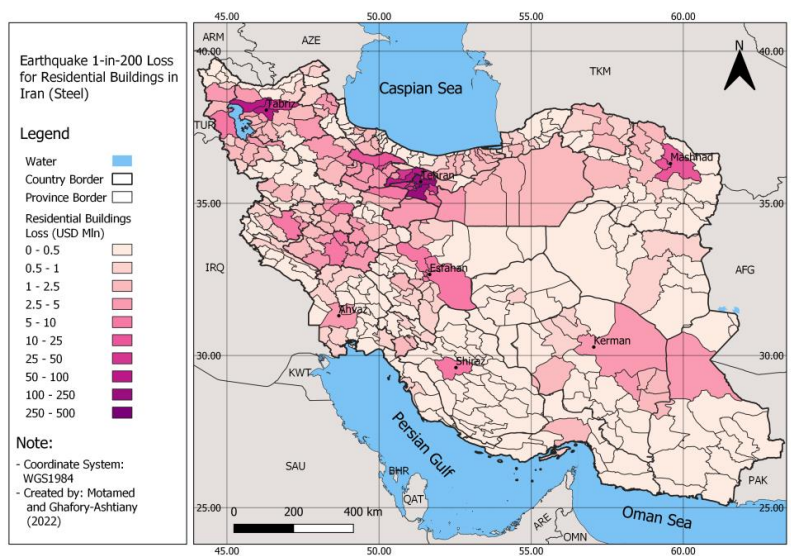 Earthquake 1-in-200 Loss
for Residential Buildings in
Iran (Steel)
Legend
Water
Country Border
Province Border
Residential Buildings
Loss (USD Mln)
0 - 0.5
0.5 - 1
1 - 2.5
2.5 - 5
5 - 10
10 - 25
25 - 50
50 - 100
100 - 250
250 - 500
Note:
- Coordinate System:
WGS1984
- Created by: Motamed
and Ghafory-Ashtiany
(2022)
45.00 50.00 55.00 60.00
ARM
AZE
40.00 40.00
N
TKM
Caspian Sea
Tabriz
TUR
Mashhad
Tehran
35.00 35.00
IRQ
Esfahan
AFG
Ahvaz
Kerman
30.00 30.00
Shiraz
KWT
Persian Gulf
SAU
BHR
QAT
PAK
25.00 25.00
0 200 400 km
ARE
OMN
Oman Sea
45.00 50.00 55.00 60.00